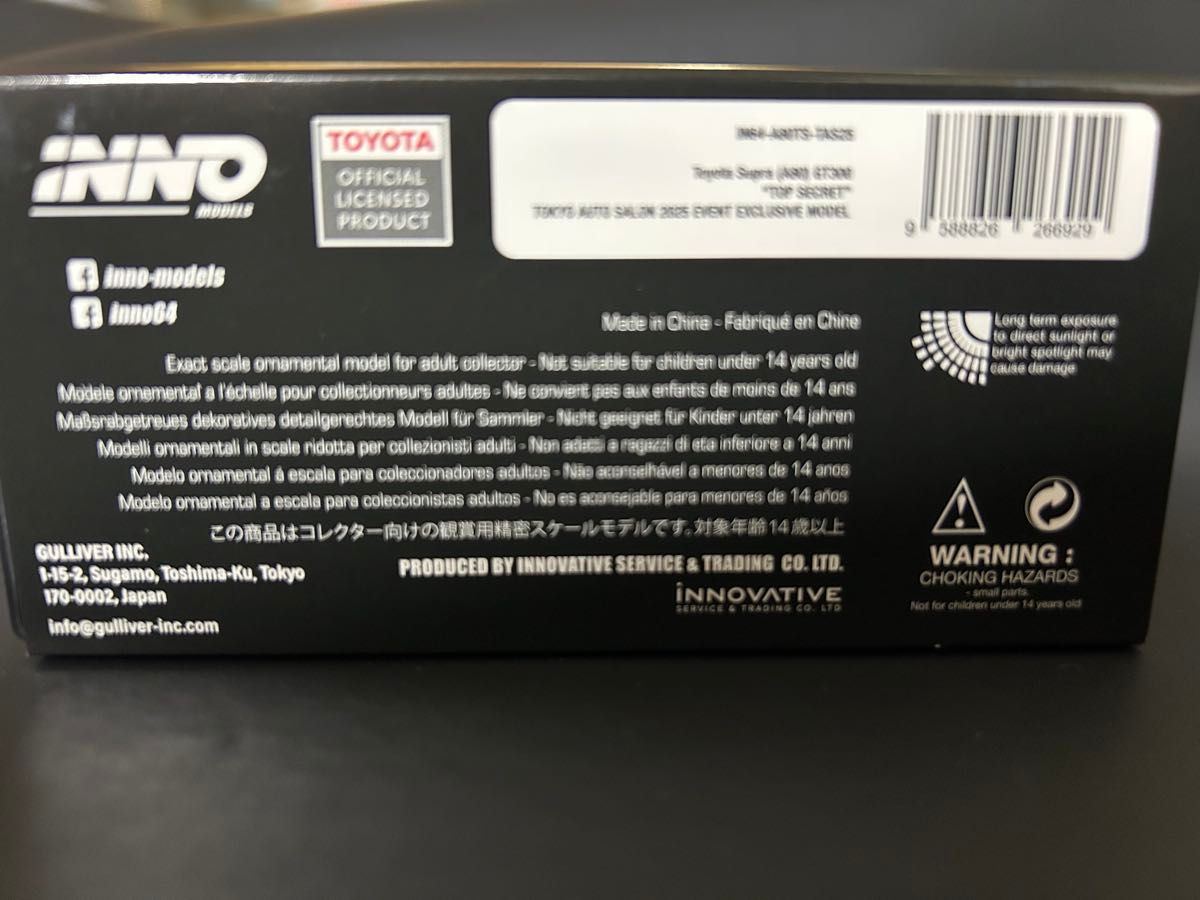 iNNO
MODELS
TOYOTA
OFFICIAL
LICENSED
PRODUCT
IN64-A80TS-TAS25
Toyota Supra (A80) GT300
"TOP SECRET"
TOKYO AUTO SALON 2025 EVENT EXCLUSIVE MODEL
9 588826 266929
inno-models
inno64
Made in China - Fabriqué en Chine
Long term exposure
to direct sunlight or
bright spotlight may
cause damage
Exact scale ornamental model for adult collector - Not suitable for children under 14 years old
Modèle ornemental a l'échelle pour collectionneurs adultes - Ne convient pas aux enfants de moins de 14 ans
Maßsrabgetreues dekoratives detailgerechtes Modell für Sammler - Nicht geeignet für Kinder unter 14 jahren
Modelli ornamentali in scale ridotta per collezionisti adulti - Non adatti a ragazzi di eta inferiore a 14 anni
Modelo ornamental á escala para coleccionadores adultos - Não aconselhável a menores de 14 anos
Modelo ornamental a escala para coleccionistas adultos - No es aconsejable para menores de 14 años
この商品はコレクター向けの観賞用精密スケールモデルです。対象年齢14歳以上
GULLIVER INC.
1-15-2, Sugamo, Toshima-Ku, Tokyo
170-0002, Japan
info@gulliver-inc.com
PRODUCED BY INNOVATIVE SERVICE & TRADING CO. LTD.
iNNOVATIVE
SERVICE & TRADING CO. LTD
WARNING :
CHOKING HAZARDS
- small parts.
Not for children under 14 years old